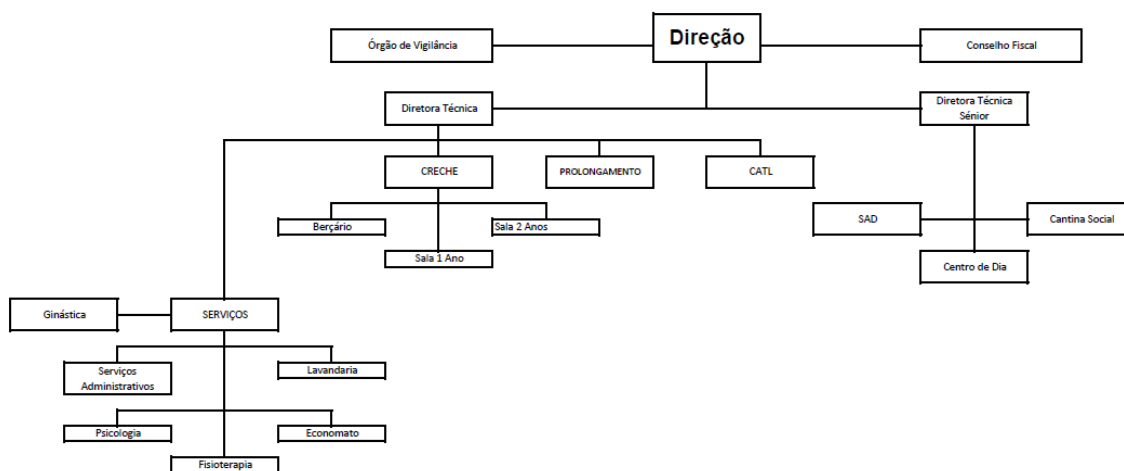 Órgão de Vigilância
Direção
Conselho Fiscal
Diretora Técnica
Diretora Técnica
Sénior
CRECHE
PROLONGAMENTO
CATL
Berçário
Sala 2 Anos
SAD
Cantina Social
Sala 1 Ano
Centro de Dia
Ginástica
SERVIÇOS
Serviços
Administrativos
Lavandaria
Psicologia
Economato
Fisioterapia